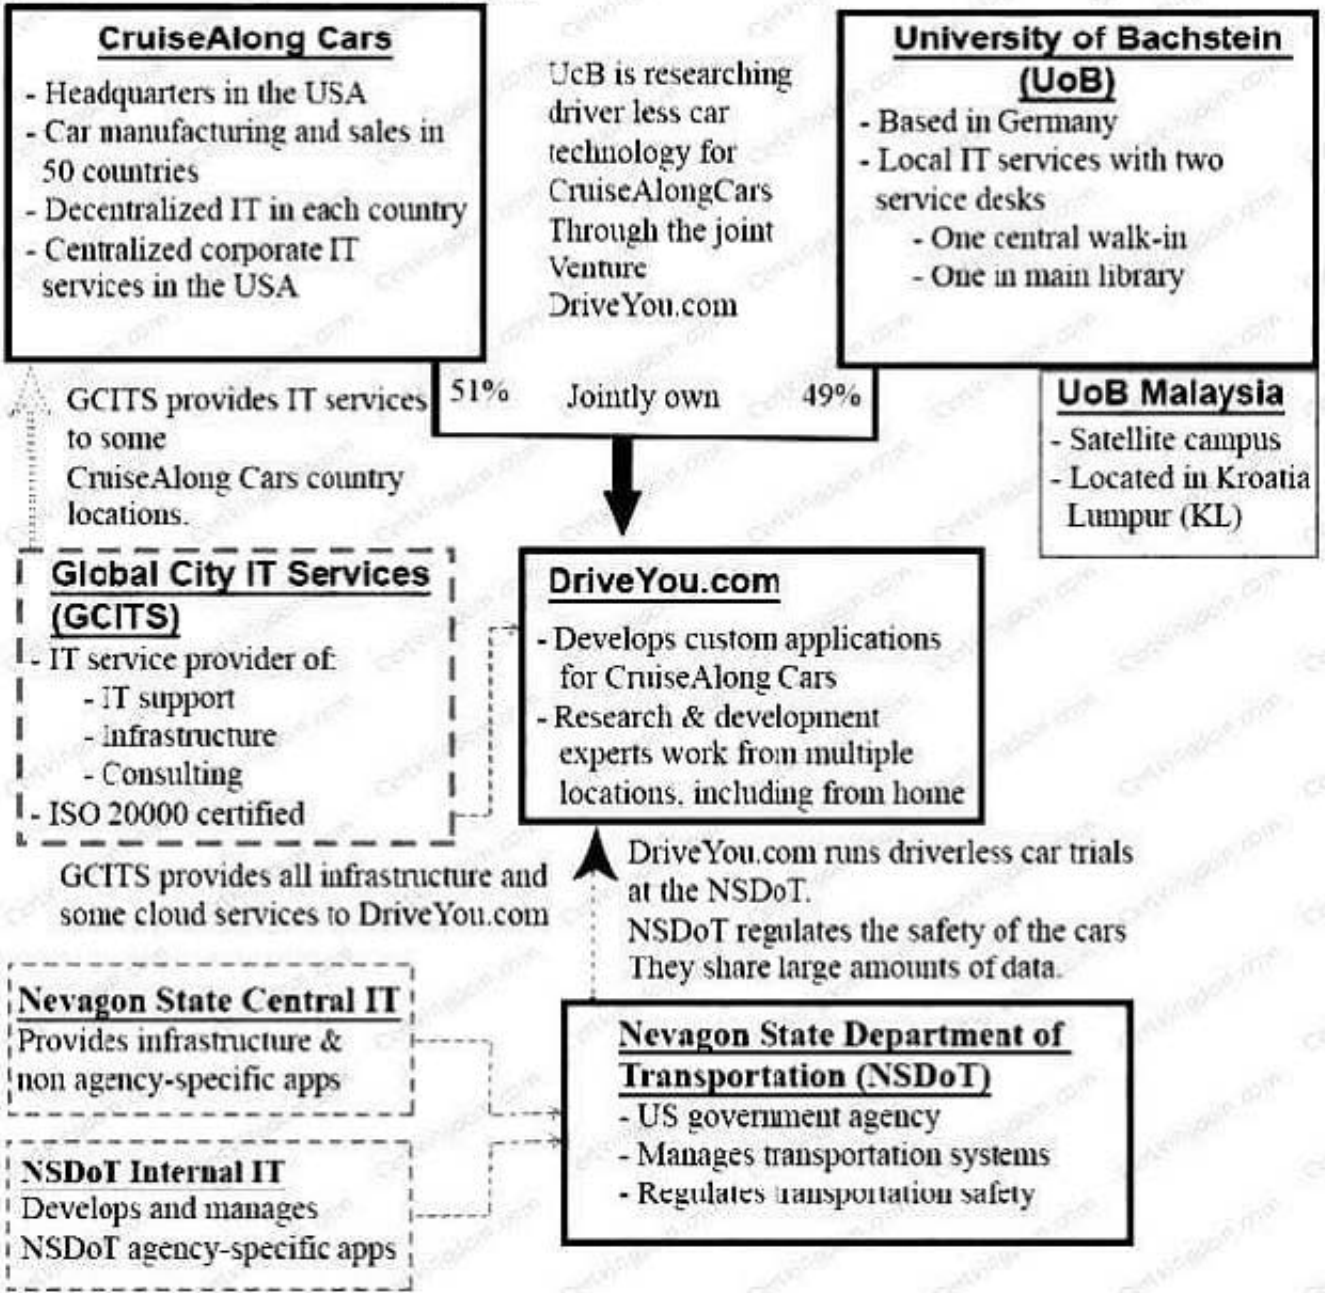 CruiseAlong Cars
- Headquarters in the USA
- Car manufacturing and sales in
50 countries
- Decentralized IT in each country
- Centralized corporate IT
services in the USA
UcB is researching
driver less car
technology for
CruiseAlongCars
Through the joint
Venture
DriveYou.com
University of Bachstein
(UoB)
- Based in Germany
- Local IT services with two
service desks
- One central walk-in
- One in main library
51% Jointly own 49%
UoB Malaysia
- Satellite campus
- Located in Kroatia
Lumpur (KL)
GCITS provides IT services
to some
CruiseAlong Cars country
locations.
Global City IT Services
(GCITS)
- IT service provider of:
- IT support
- Infrastructure
- Consulting
- ISO 20000 certified
DriveYou.com
- Develops custom applications
for CruiseAlong Cars
- Research & development
experts work from multiple
locations, including from home
GCITS provides all infrastructure and
some cloud services to DriveYou.com
DriveYou.com runs driverless car trials
at the NSDoT.
NSDoT regulates the safety of the cars
They share large amounts of data.
Nevagon State Central IT
Provides infrastructure &
non agency-specific apps
NSDoT Internal IT
Develops and manages
NSDoT agency-specific apps
Nevagon State Department of
Transportation (NSDoT)
- US government agency
- Manages transportation systems
- Regulates transportation safety